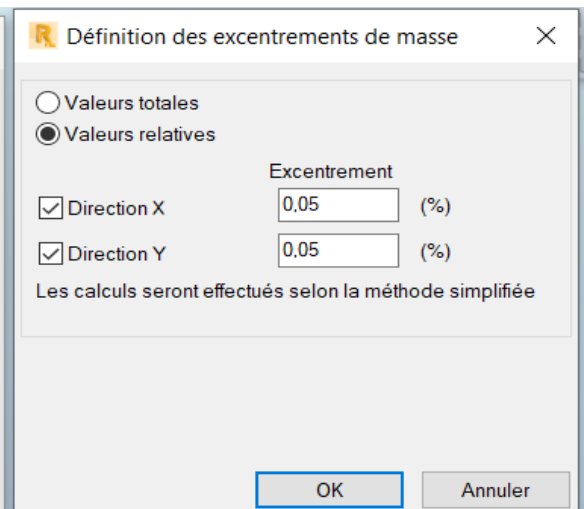 Définition des excentrements de masse
Valeurs totales
Valeurs relatives
Excentrement
Direction X 0,05 (%)
Direction Y 0,05 (%)
Les calculs seront effectués selon la méthode simplifiée
OK Annuler